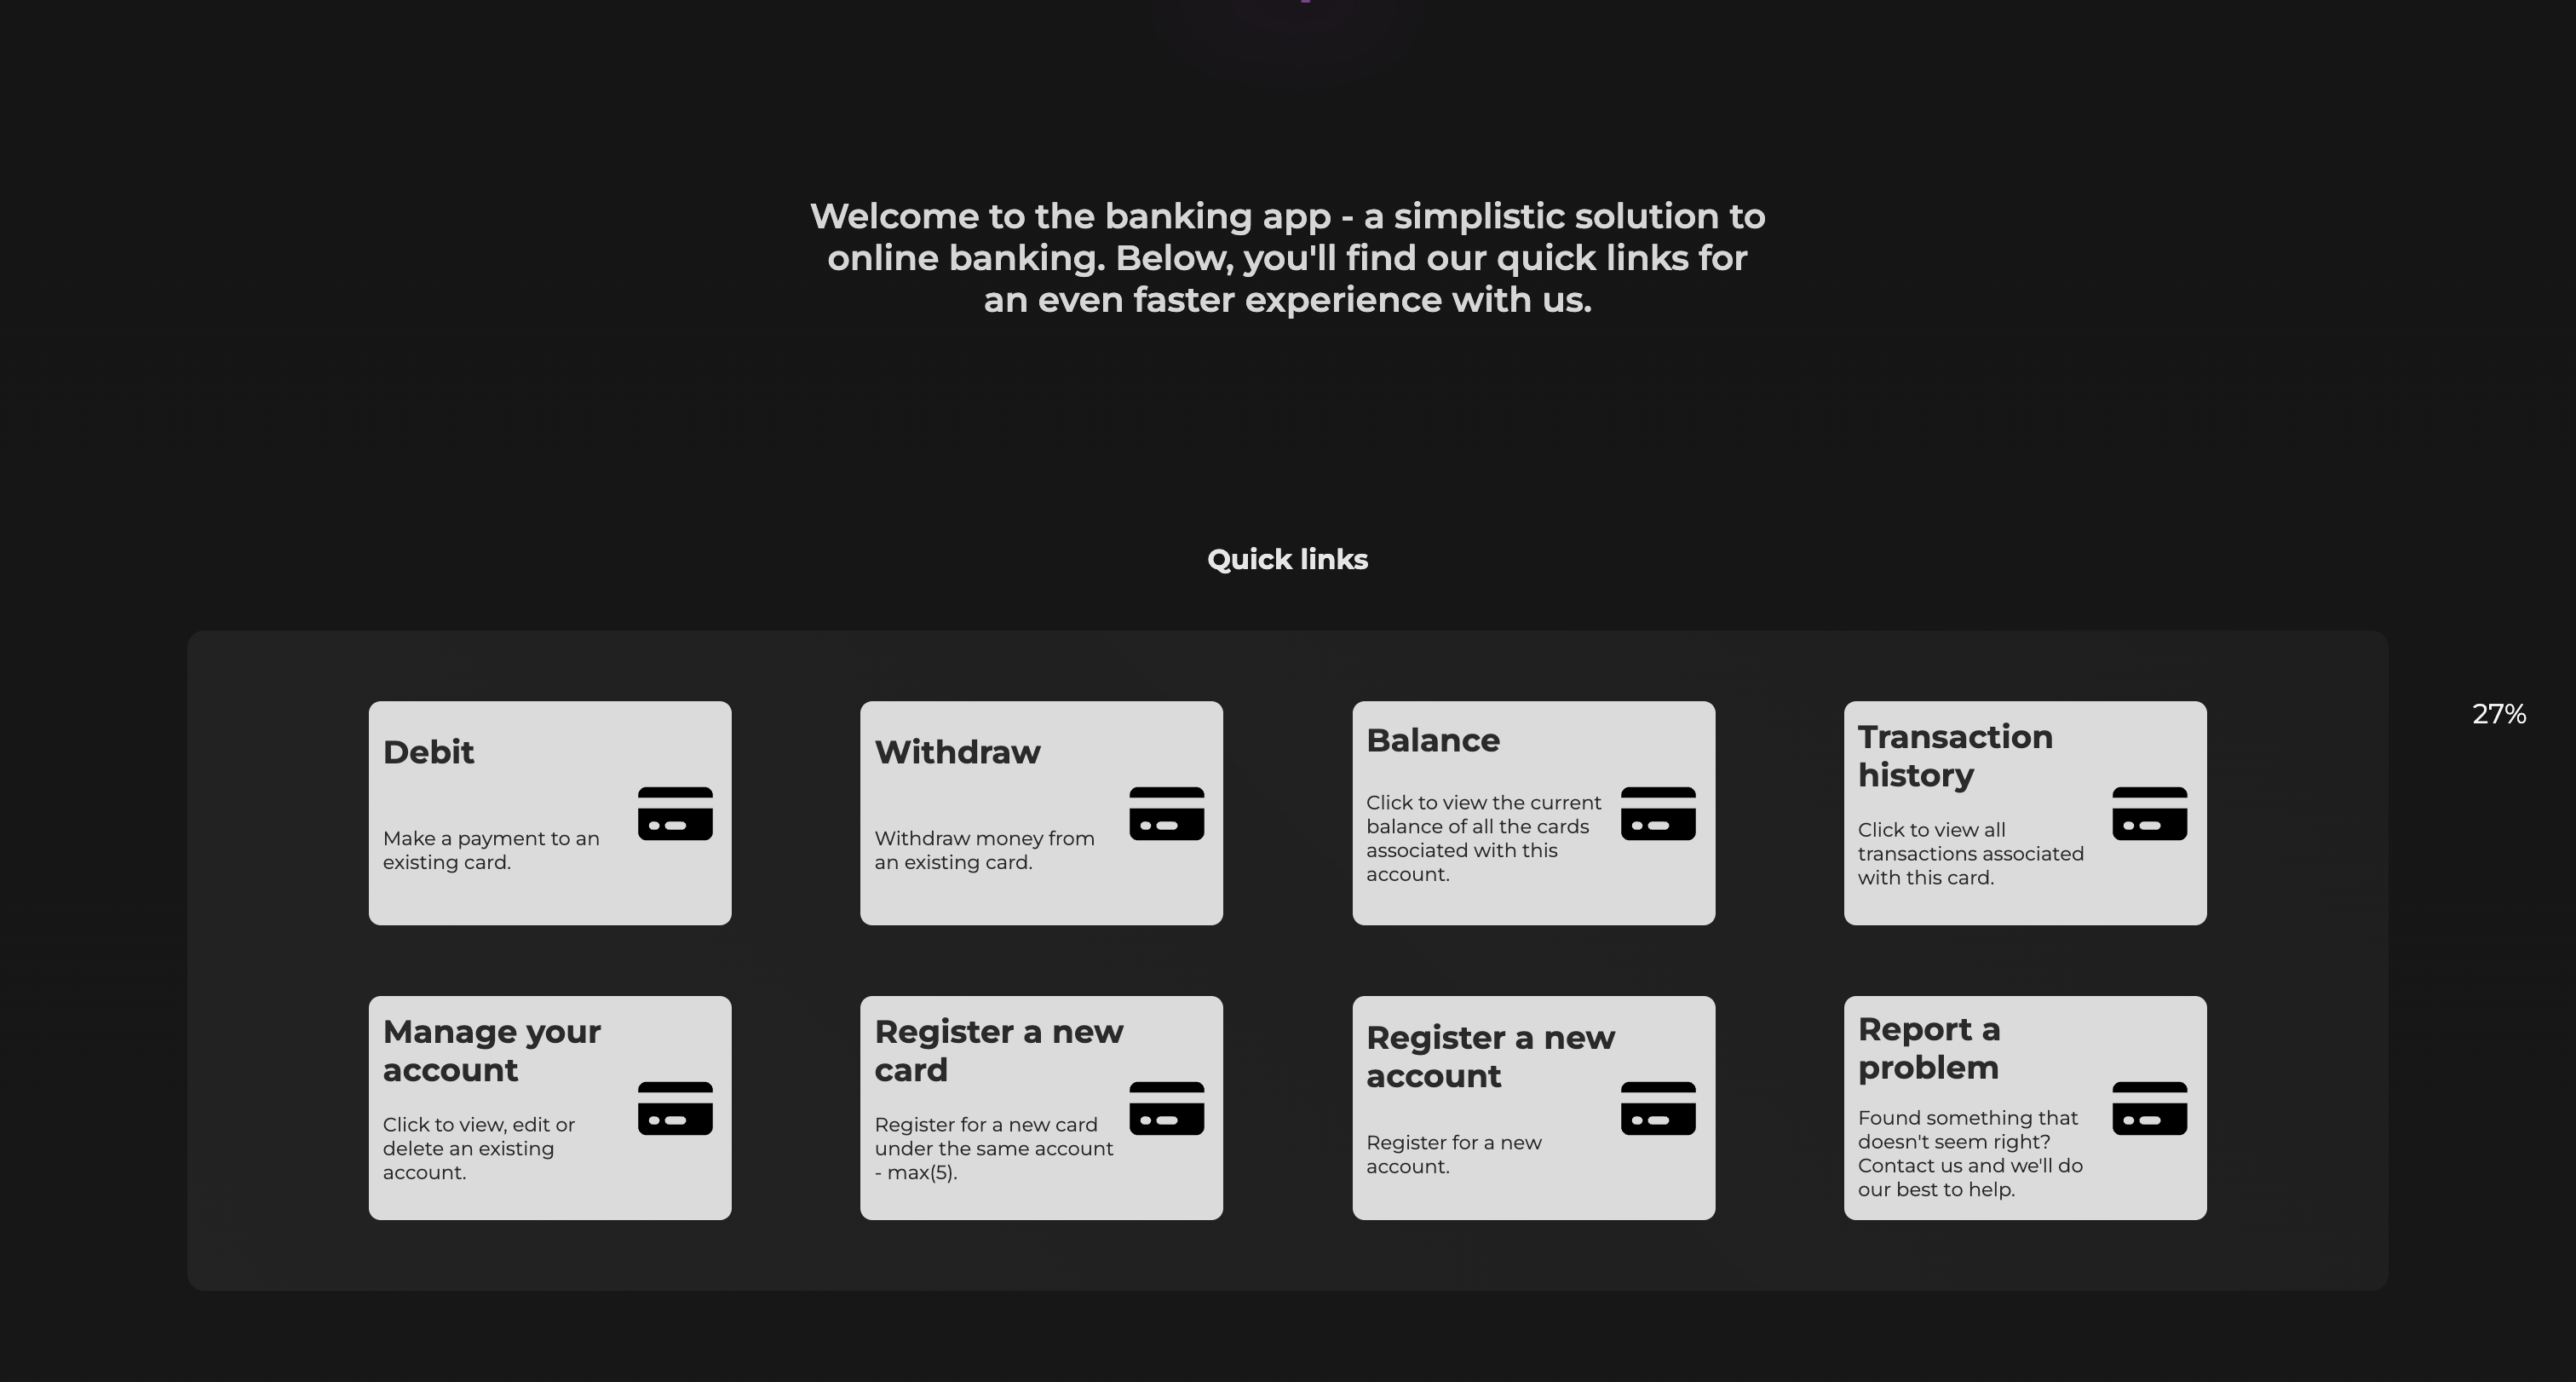 Welcome to the banking app - a simplistic solution to
online banking. Below, you'll find our quick links for
an even faster experience with us.
Quick links
27%
Debit
Make a payment to an
existing card.
Withdraw
Withdraw money from
an existing card.
Balance
Click to view the current
balance of all the cards
associated with this
account.
Transaction
history
Click to view all
transactions associated
with this card.
Manage your
account
Click to view, edit or
delete an existing
account.
Register a new
card
Register for a new card
under the same account
- max(5).
Register a new
account
Register for a new
account.
Report a
problem
Found something that
doesn't seem right?
Contact us and we'll do
our best to help.